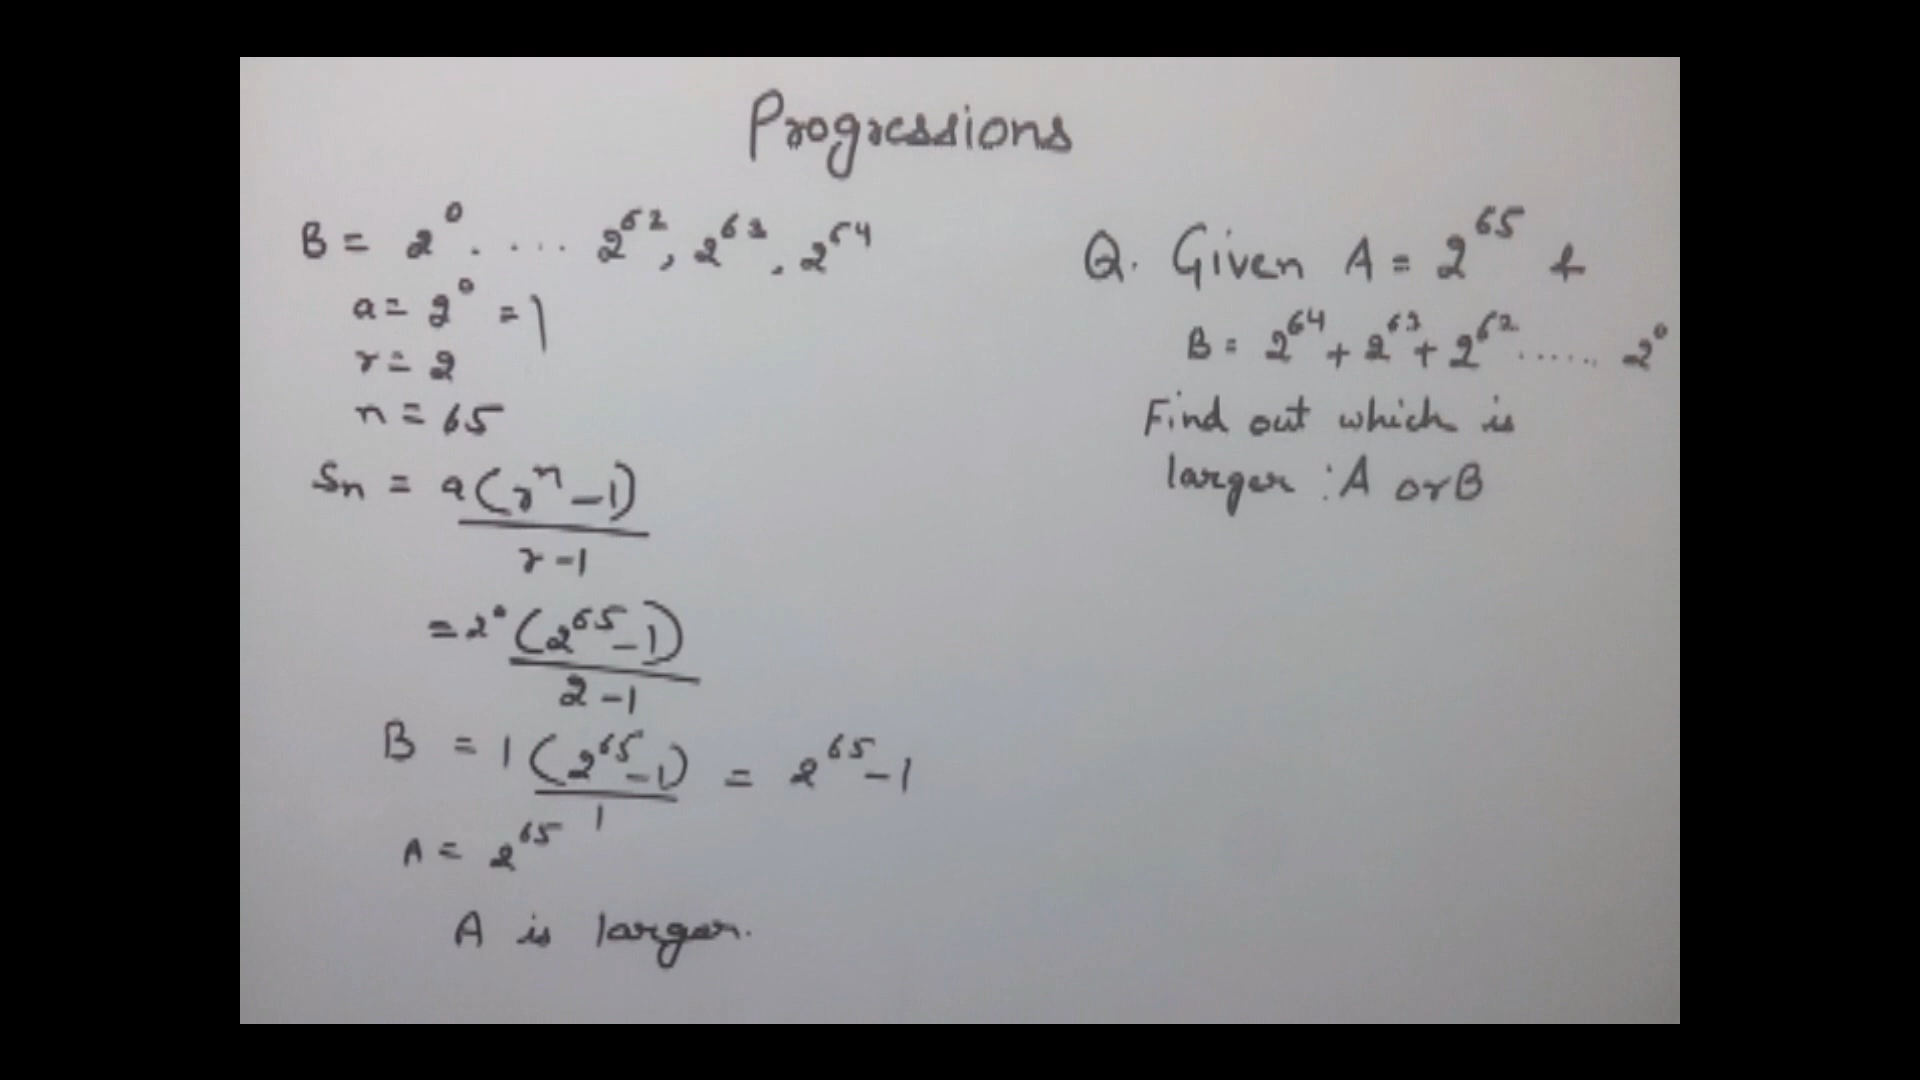 Progressions
B = 2⁰ . .... 2⁶², 2⁶³, 2⁶⁴
a = 2⁰ = 1
r = 2
n = 65
Sn = a(rⁿ - 1)
r - 1
= 2⁰ (2⁶⁵ - 1)
2 - 1
B = 1 (2⁶⁵ - 1) = 2⁶⁵ - 1
1
A = 2⁶⁵
A is larger.
Q. Given A = 2⁶⁵ &
B = 2⁶⁴ + 2⁶³ + 2⁶² ...... 2⁰
Find out which is
larger : A or B